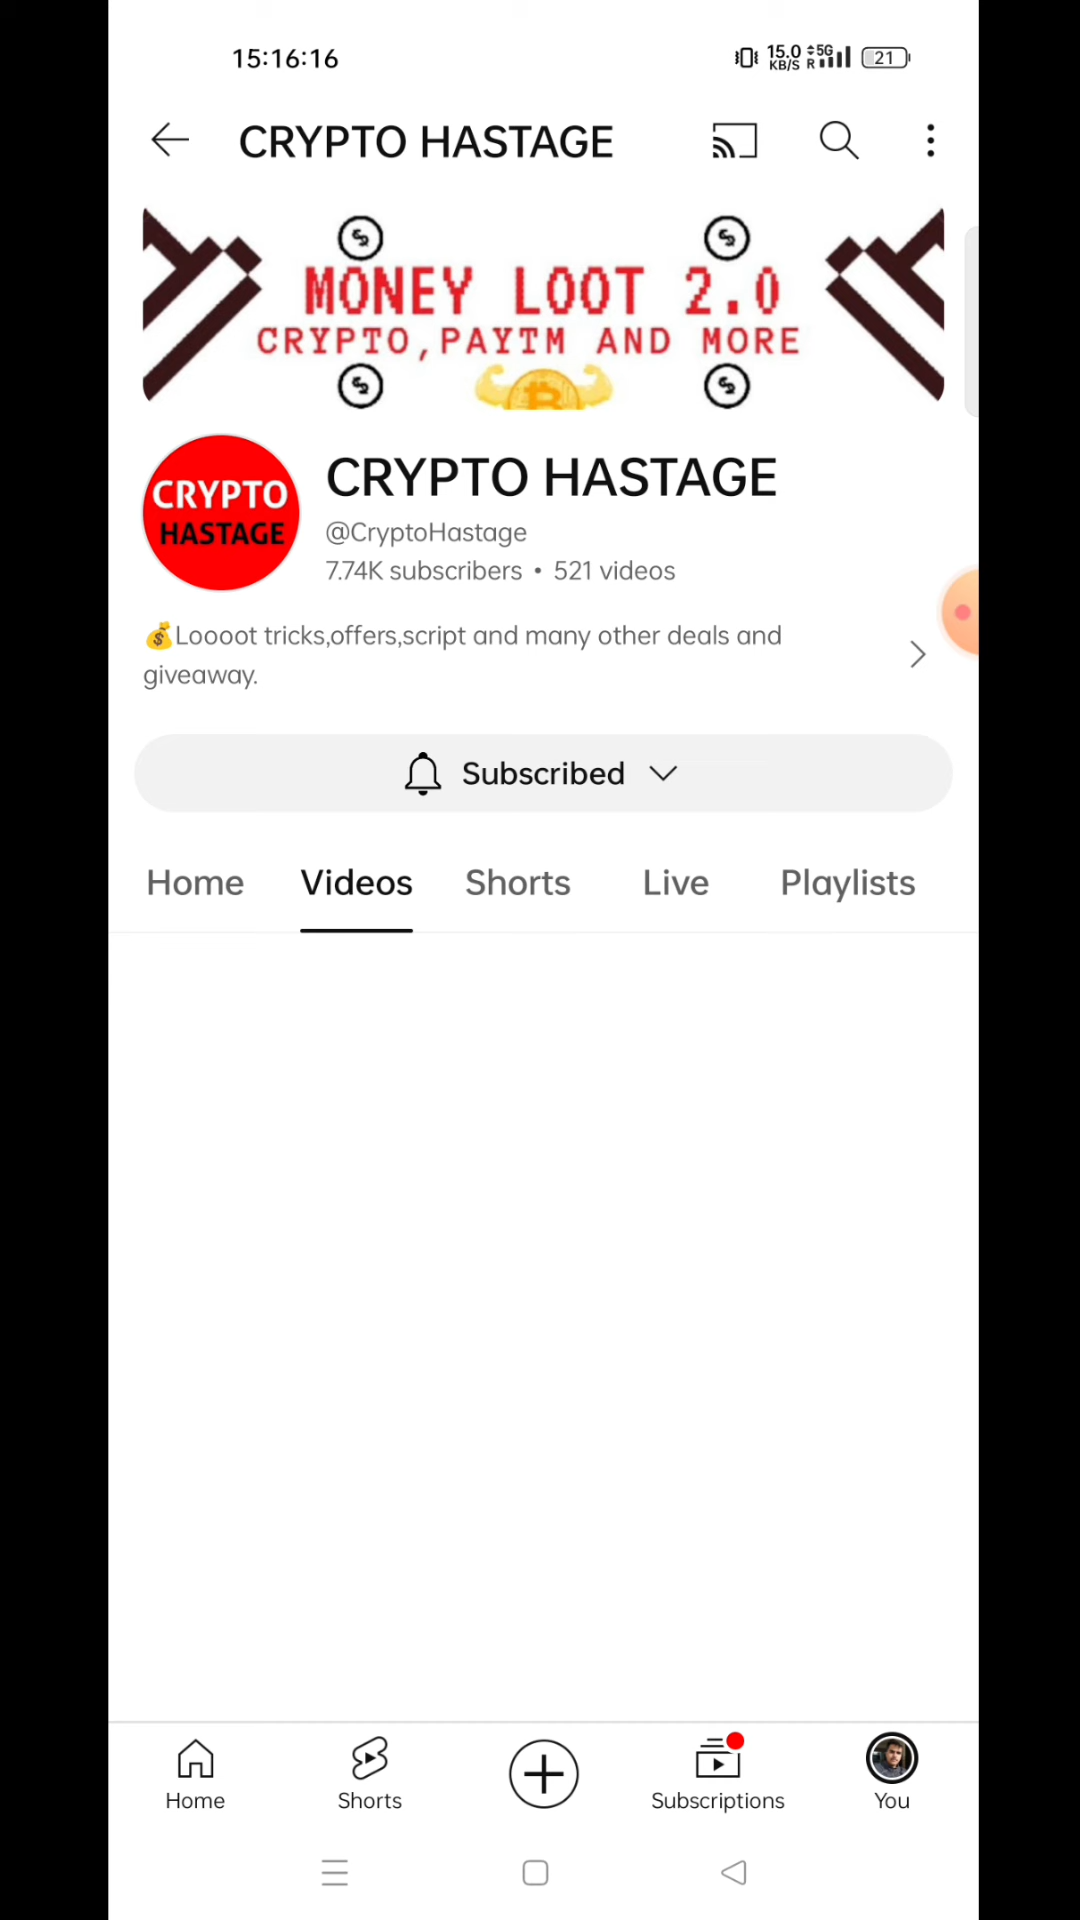 15:16:16
15.0 KB/S R 5G 21
CRYPTO HASTAGE
MONEY LOOT 2.0
CRYPTO,PAYTM AND MORE
CRYPTO
HASTAGE
CRYPTO HASTAGE
@CryptoHastage
7.74K subscribers • 521 videos
💰Loooot tricks,offers,script and many other deals and
giveaway.
Subscribed
Home Videos Shorts Live Playlists
Home Shorts Subscriptions You